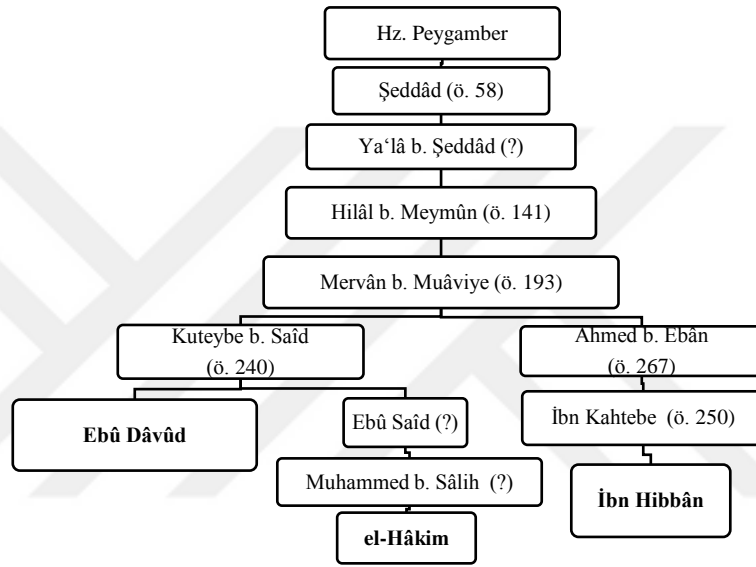 Hz. Peygamber
Şeddâd (ö. 58)
Ya‘lâ b. Şeddâd (?)
Hilâl b. Meymûn (ö. 141)
Mervân b. Muâviye (ö. 193)
Kuteybe b. Saîd
(ö. 240)
Ahmed b. Ebân
(ö. 267)
Ebû Dâvûd
Ebû Saîd (?)
İbn Kahtebe (ö. 250)
Muhammed b. Sâlih (?)
İbn Hibbân
el-Hâkim